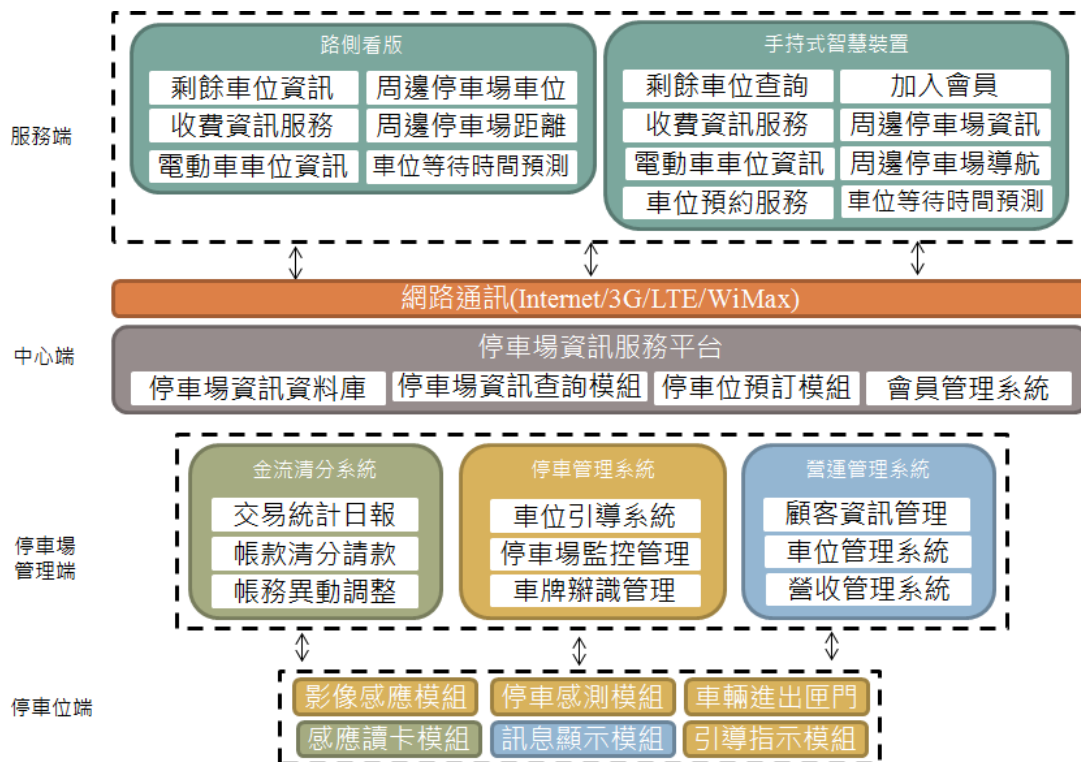 路側看版
剩餘車位資訊
周邊停車場車位
收費資訊服務
周邊停車場距離
電動車車位資訊
車位等待時間預測
手持式智慧裝置
剩餘車位查詢
加入會員
收費資訊服務
周邊停車場資訊
電動車車位資訊
周邊停車場導航
車位預約服務
車位等待時間預測
服務端
網路通訊(Internet/3G/LTE/WiMax)
中心端
停車場資訊服務平台
停車場資訊資料庫
停車場資訊查詢模組
停車位預訂模組
會員管理系統
停車場
管理端
金流清分系統
交易統計日報
帳款清分請款
帳務異動調整
停車管理系統
車位引導系統
停車場監控管理
車牌辯識管理
營運管理系統
顧客資訊管理
車位管理系統
營收管理系統
停車位端
影像感應模組
停車感測模組
車輛進出匣門
感應讀卡模組
訊息顯示模組
引導指示模組